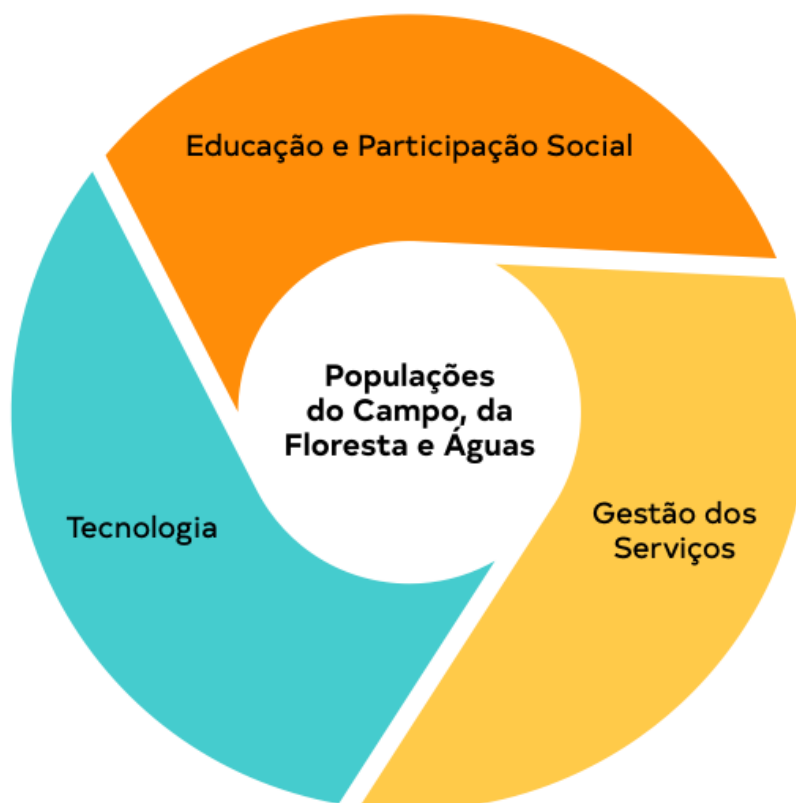 Educação e Participação Social
Populações
do Campo, da
Floresta e Águas
Tecnologia
Gestão dos
Serviços